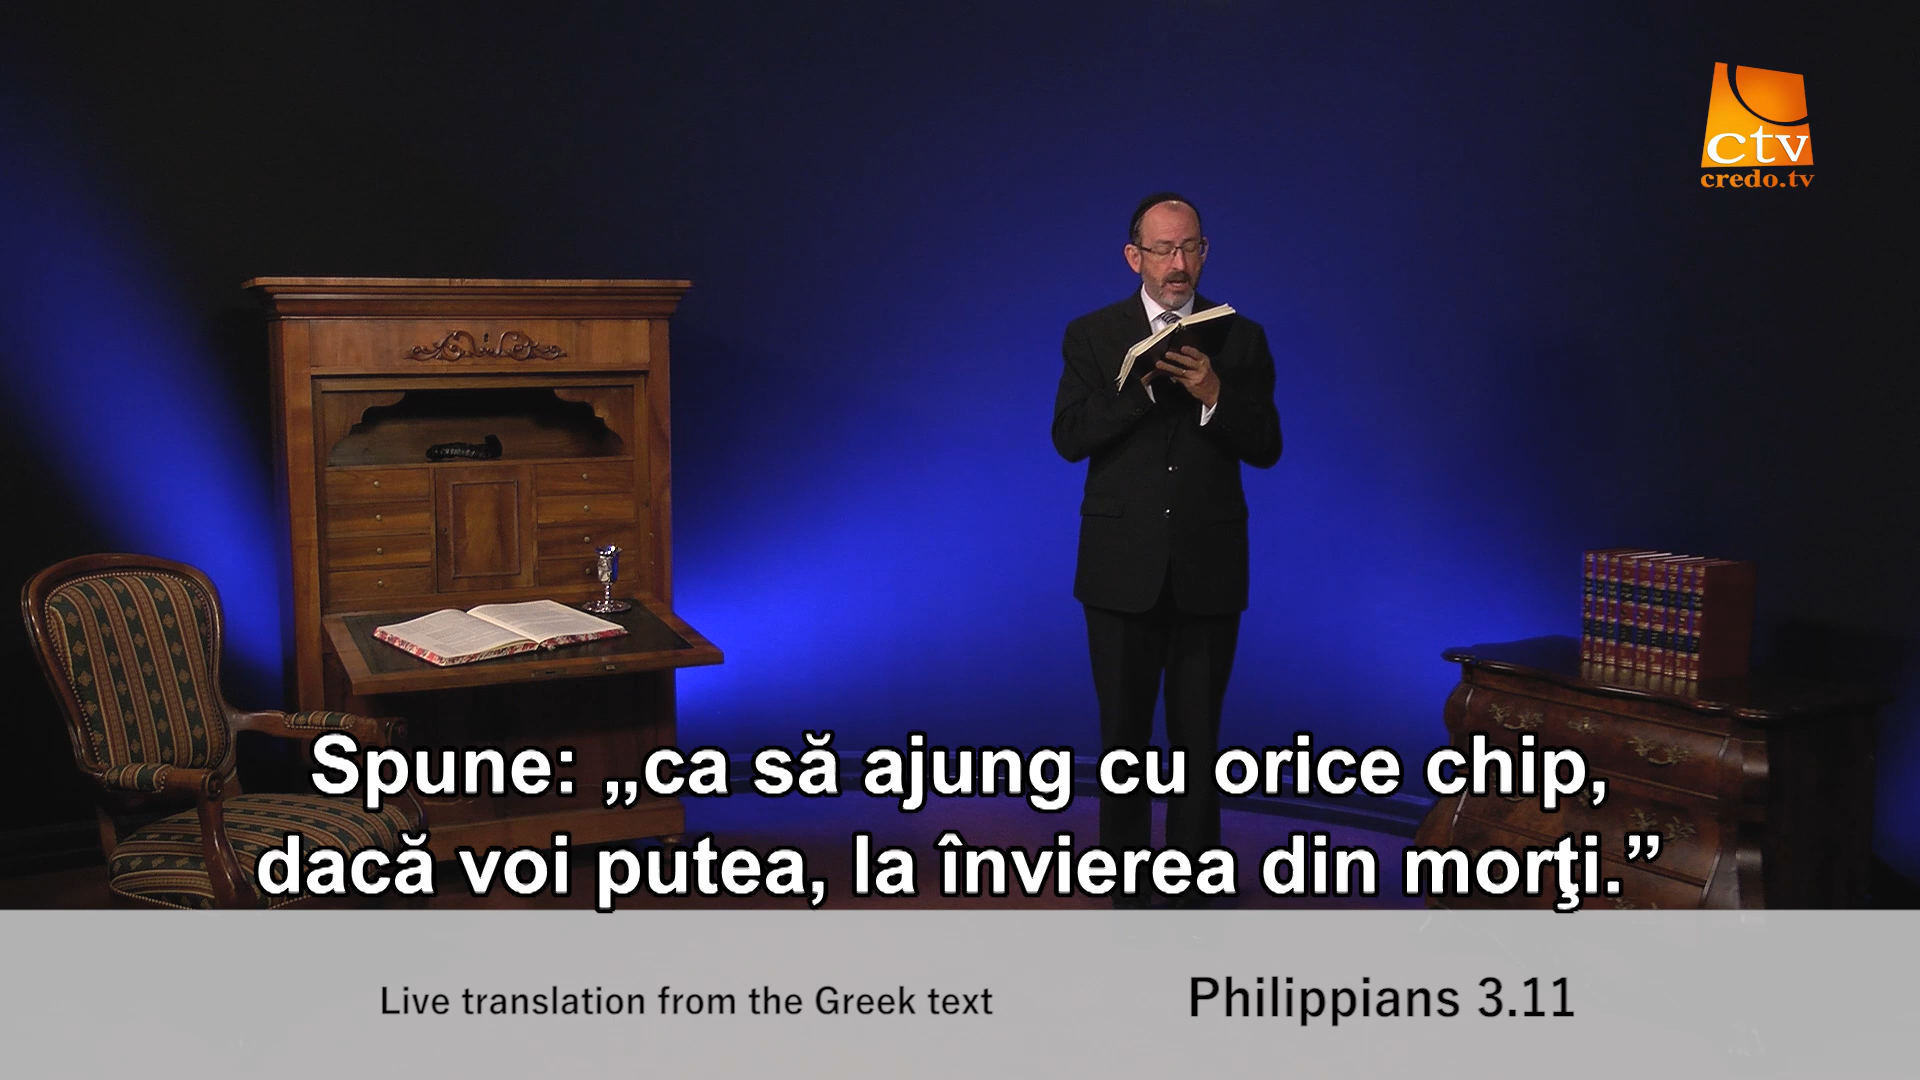 ctv
credo.tv
Spune: „ca să ajung cu orice chip,
dacă voi putea, la învierea din morţi.”
Live translation from the Greek text
Philippians 3.11